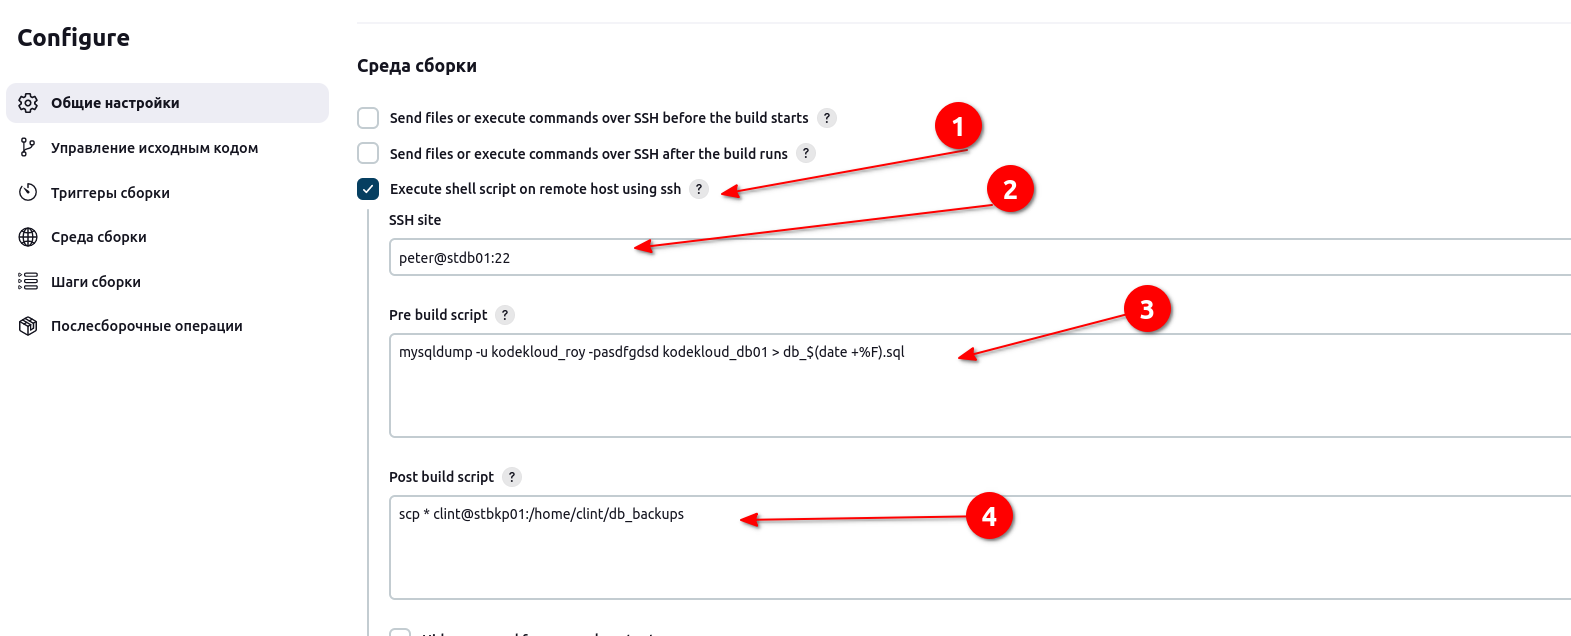 Configure
Общие настройки
Управление исходным кодом
Триггеры сборки
Среда сборки
Шаги сборки
Послесборочные операции
Среда сборки
Send files or execute commands over SSH before the build starts ?
Send files or execute commands over SSH after the build runs ?
Execute shell script on remote host using ssh ?
SSH site
peter@stdb01:22
Pre build script ?
mysqldump -u kodekloud_roy -pasdfgdsd kodekloud_db01 > db_$(date +%F).sql
Post build script ?
scp * clint@stbkp01:/home/clint/db_backups
1
2
3
4